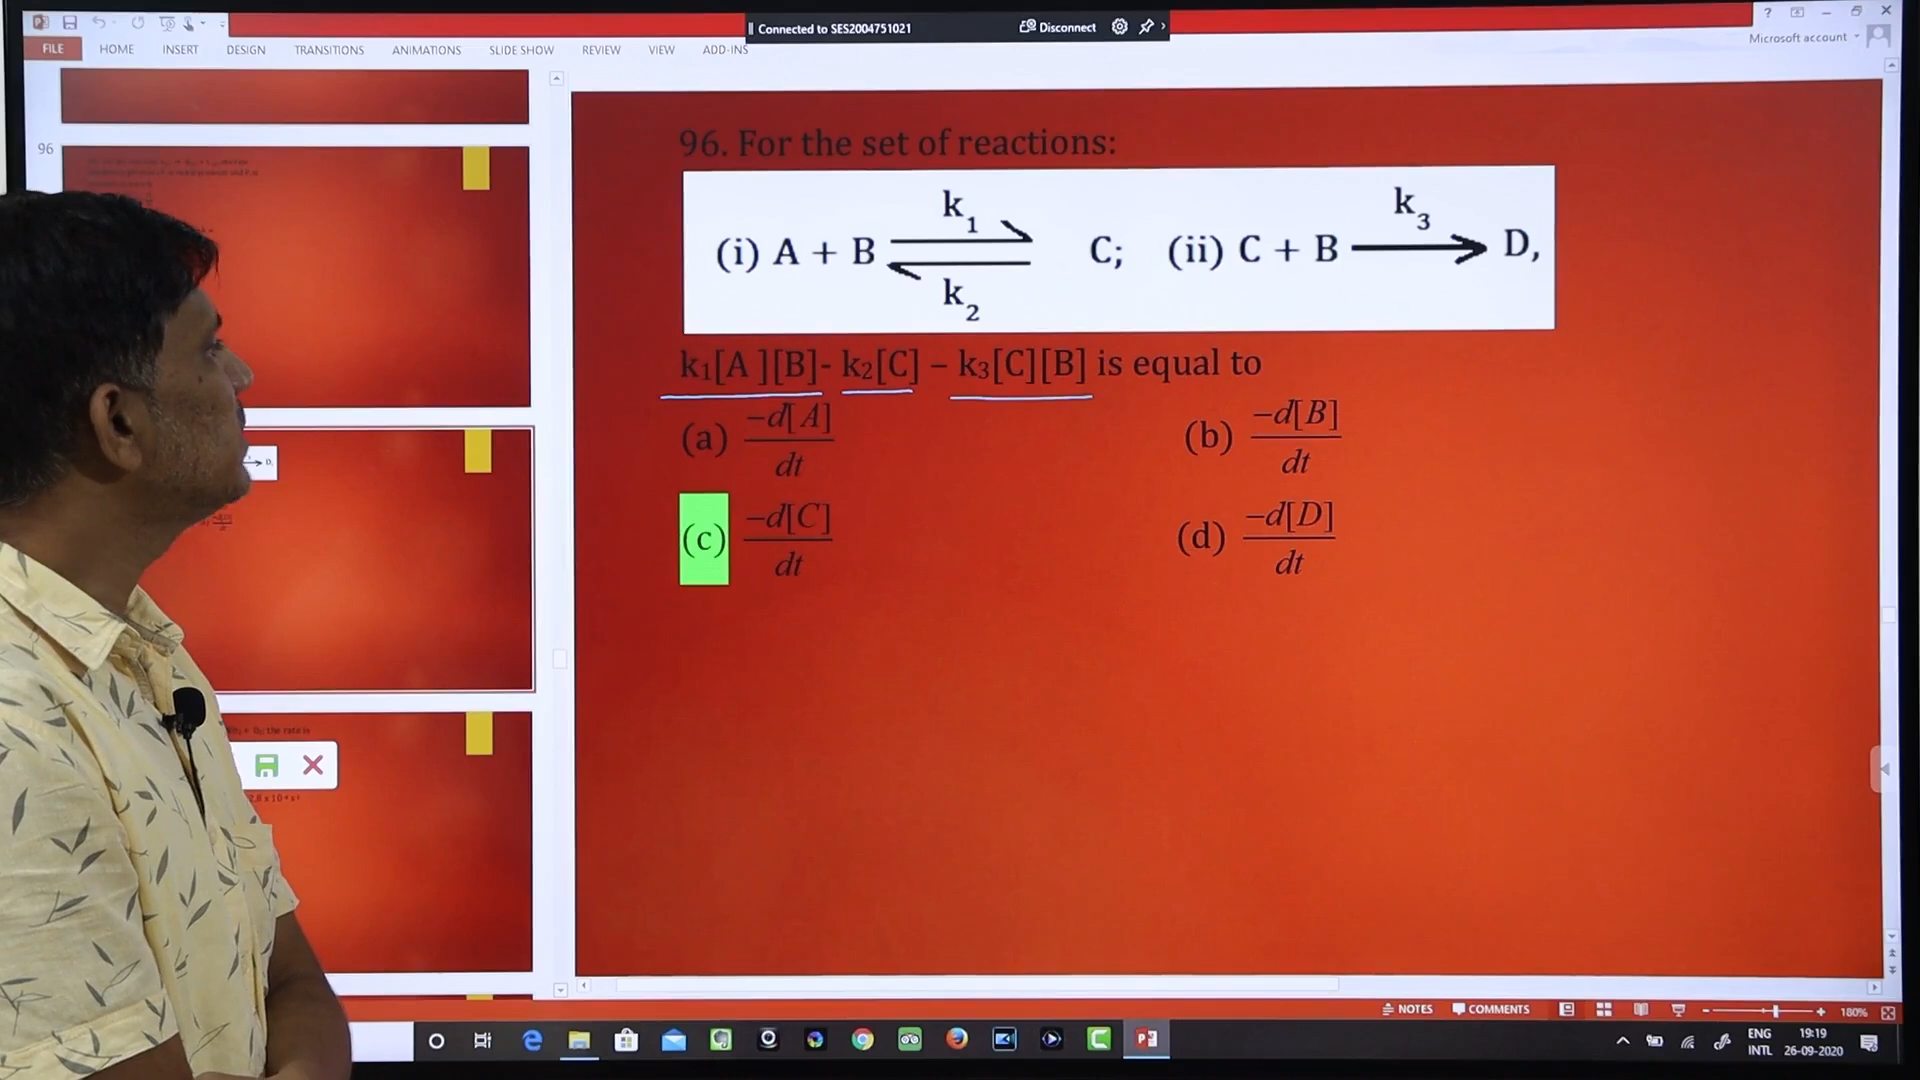 Connected to SES2004751021 Disconnect
Microsoft account
FILE HOME INSERT DESIGN TRANSITIONS ANIMATIONS SLIDE SHOW REVIEW VIEW ADD-INS
96
96. For the set of reactions:
k₁ k₃
(i) A + B ⇌ C; (ii) C + B ⟶ D,
k₂
k₁[A ][B]- k₂[C] – k₃[C][B] is equal to
(a) −d[A]/dt (b) −d[B]/dt
(c) −d[C]/dt (d) −d[D]/dt
NOTES COMMENTS 180%
ENG 19:19
INTL 26-09-2020